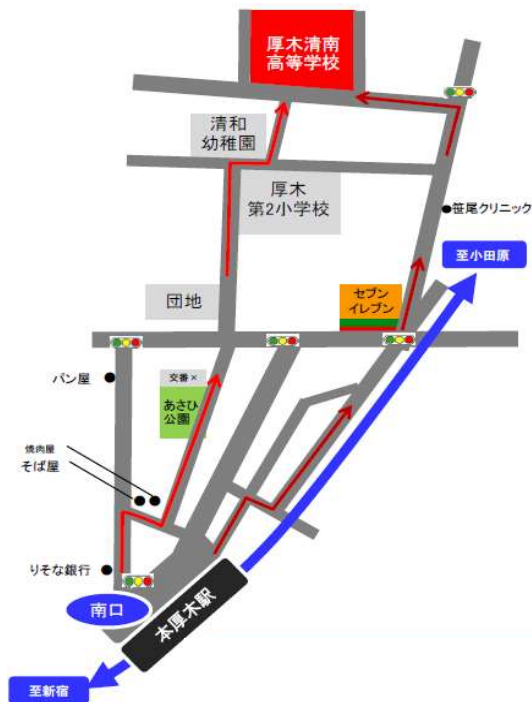 厚木清南
高等学校
清和
幼稚園
厚木
第2小学校
笹尾クリニック
至小田原
団地
セブン
イレブン
パン屋
交番×
あさひ
公園
焼肉屋
そば屋
りそな銀行
南口
本厚木駅
至新宿